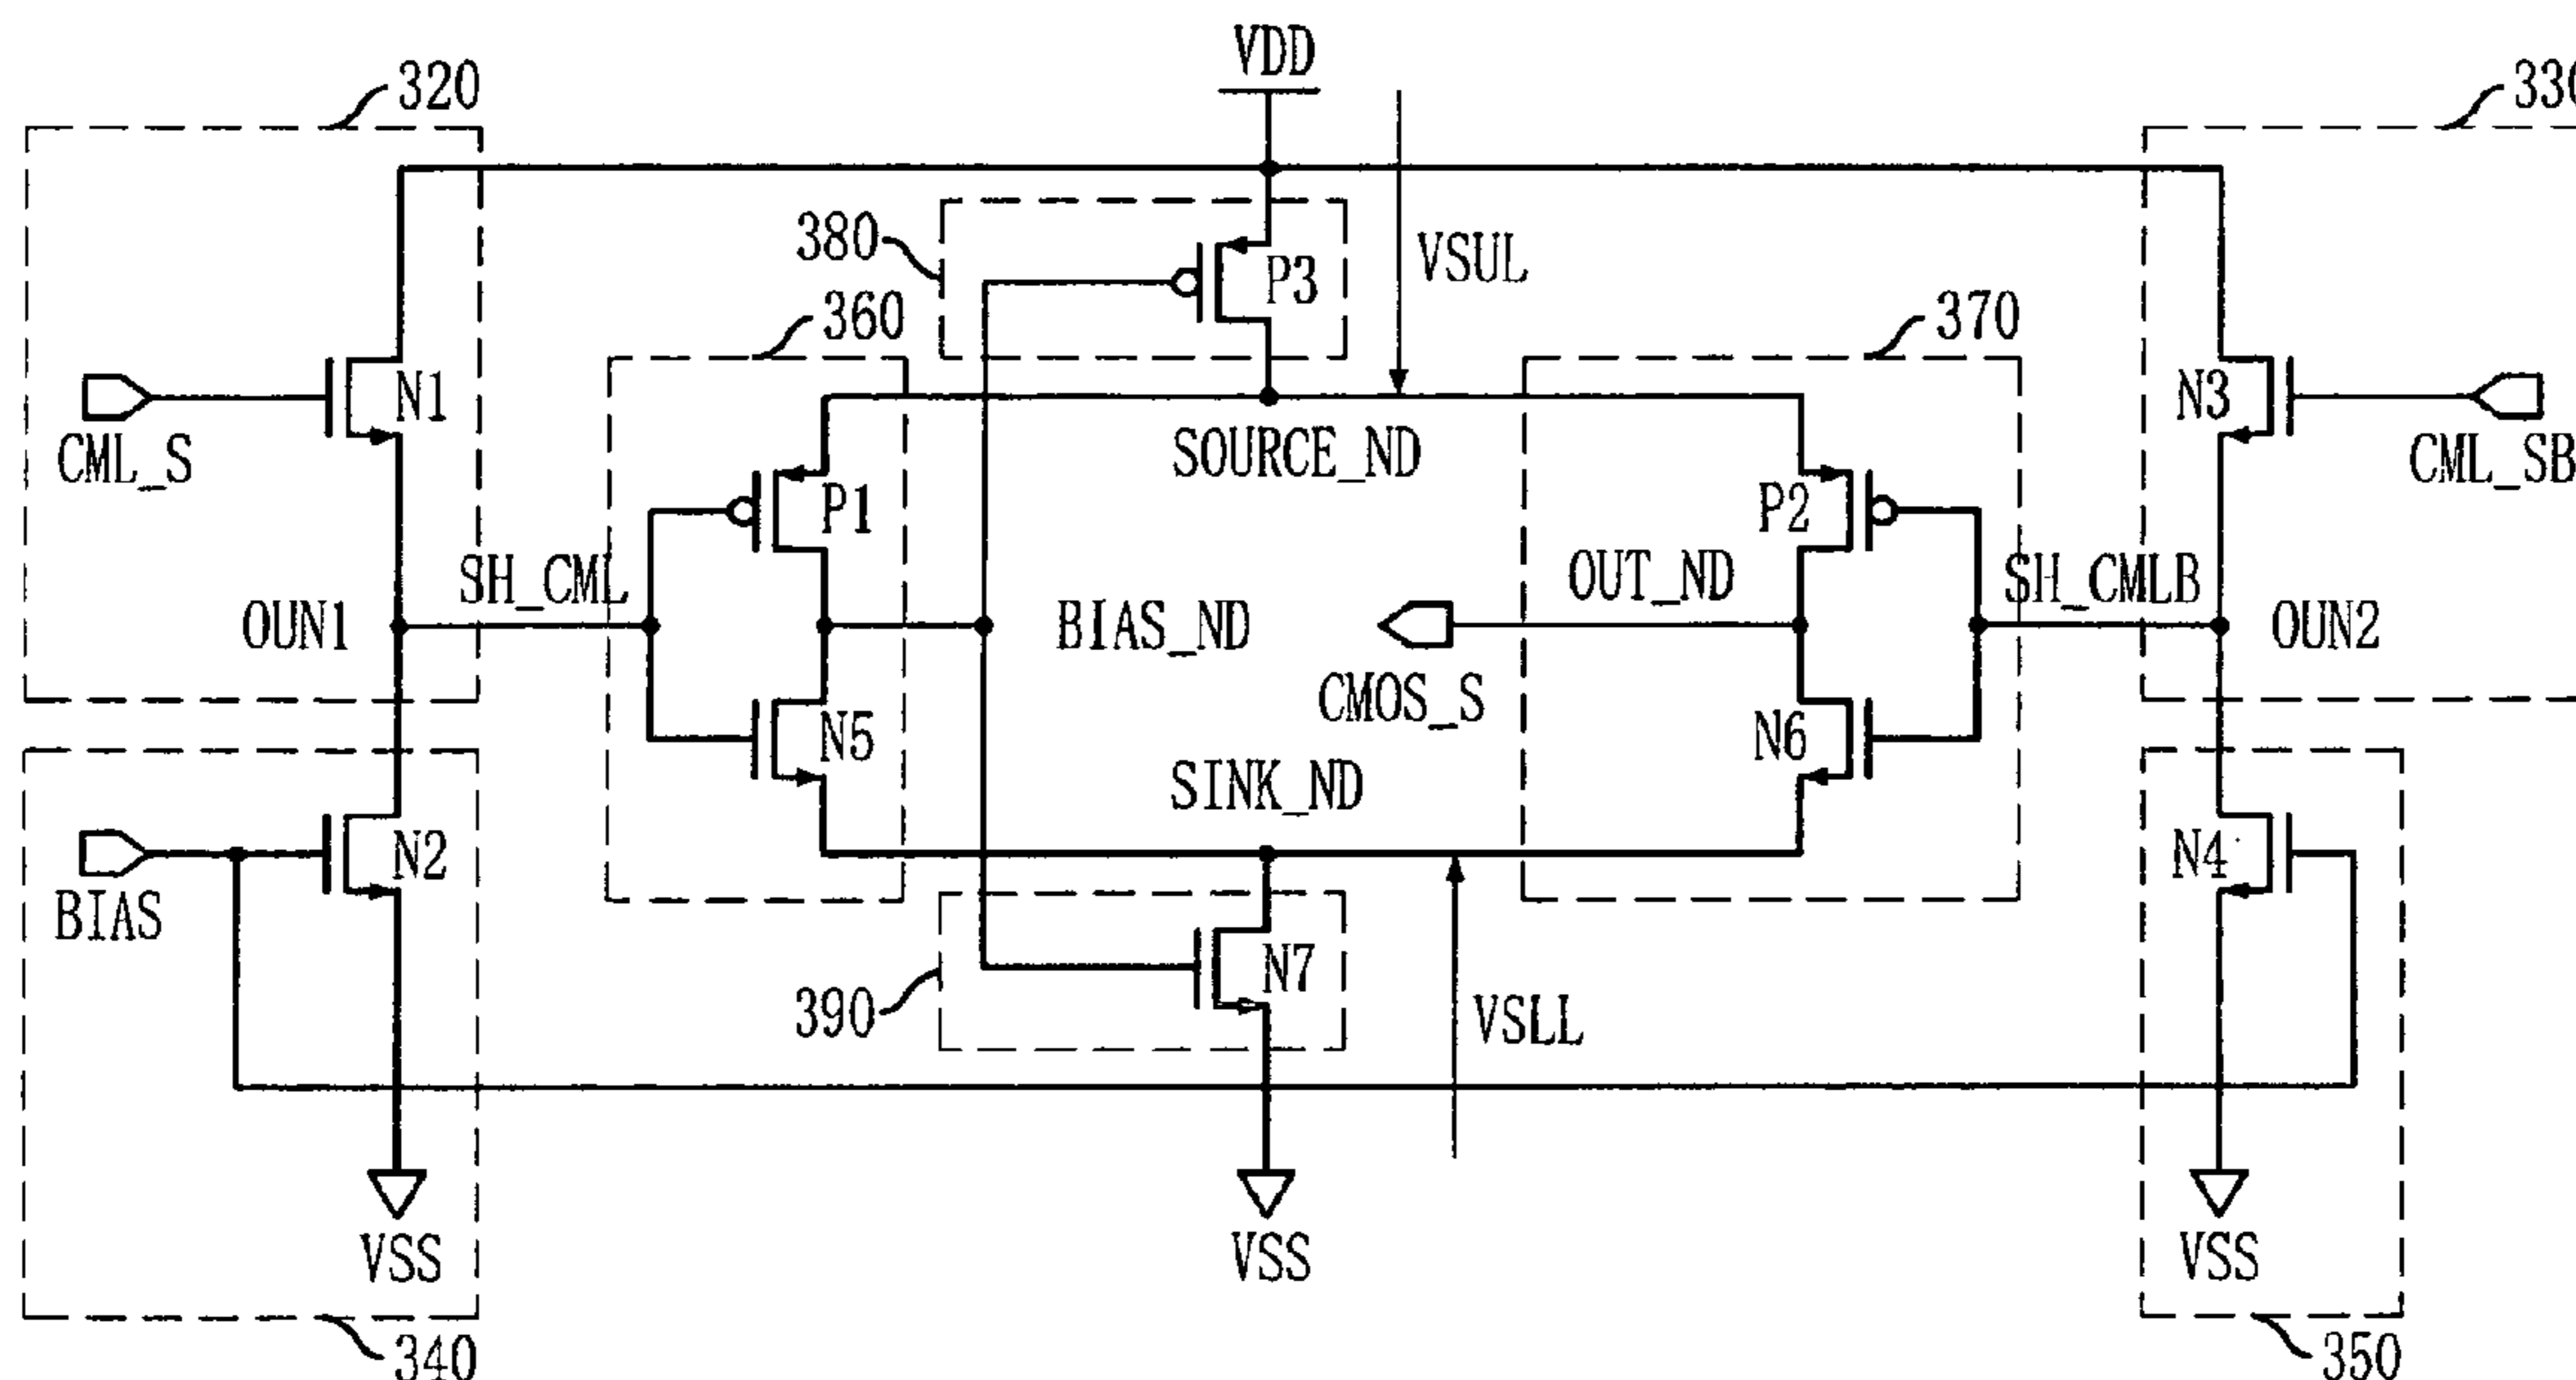 VDD
320
330
380
P3
VSUL
360
370
N1
N3
CML_S
SOURCE_ND
CML_SB
P1
P2
SH_CML
OUT_ND
SH_CMLB
OUN1
BIAS_ND
OUN2
CMOS_S
N5
N6
SINK_ND
N2
N4
BIAS
N7
390
VSLL
VSS
VSS
VSS
340
350